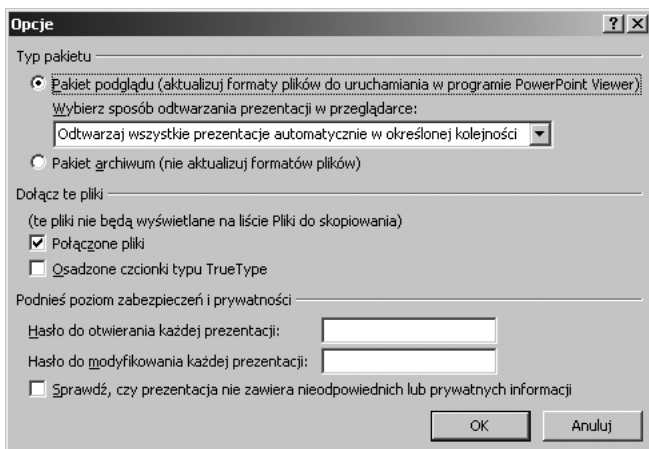 Opcje
Typ pakietu
Pakiet podglądu (aktualizuj formaty plików do uruchamiania w programie PowerPoint Viewer)
Wybierz sposób odtwarzania prezentacji w przeglądarce:
Odtwarzaj wszystkie prezentacje automatycznie w określonej kolejności
Pakiet archiwum (nie aktualizuj formatów plików)
Dołącz te pliki
(te pliki nie będą wyświetlane na liście Pliki do skopiowania)
Połączone pliki
Osadzone czcionki typu TrueType
Podnieś poziom zabezpieczeń i prywatności
Hasło do otwierania każdej prezentacji:
Hasło do modyfikowania każdej prezentacji:
Sprawdź, czy prezentacja nie zawiera nieodpowiednich lub prywatnych informacji
OK Anuluj